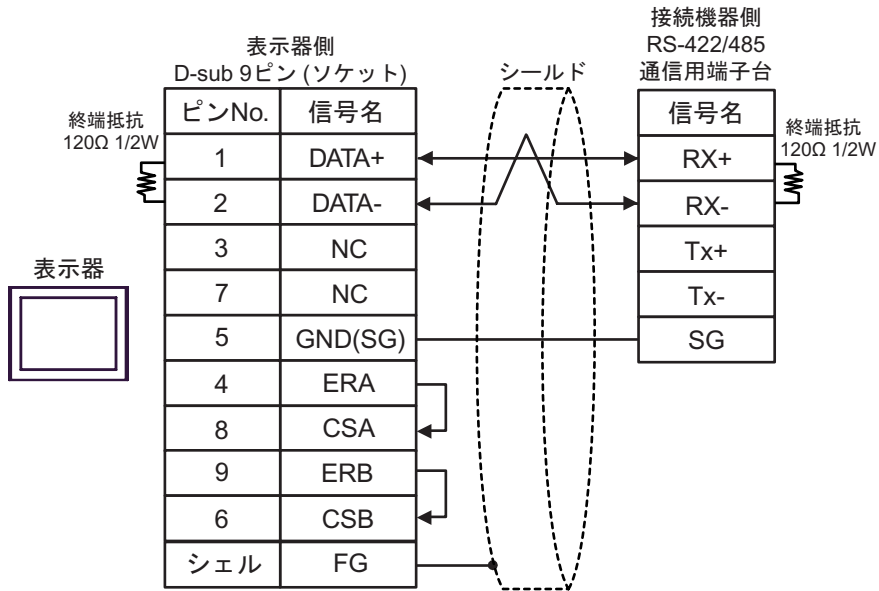 接続機器側
RS-422/485
通信用端子台
表示器側
D-sub 9ピン (ソケット)
シールド
終端抵抗
120Ω 1/2W
終端抵抗
120Ω 1/2W
表示器
ピンNo. 信号名
1 DATA+
2 DATA-
3 NC
7 NC
5 GND(SG)
4 ERA
8 CSA
9 ERB
6 CSB
シェル FG
信号名
RX+
RX-
Tx+
Tx-
SG